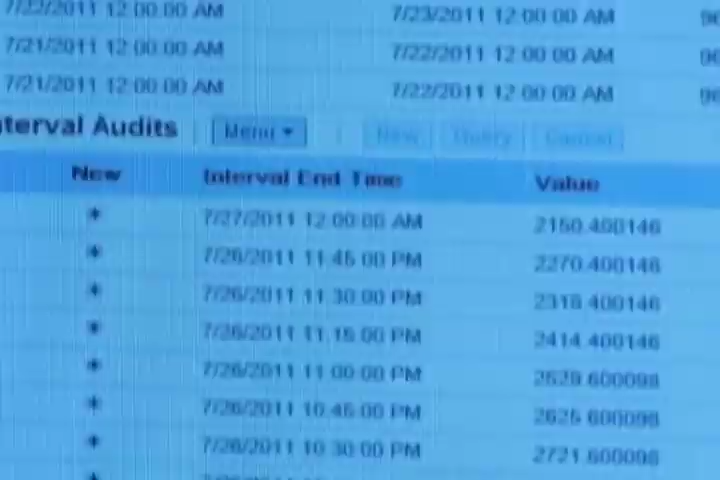 7/22/2011 12:00:00 AM 7/23/2011 12:00:00 AM
7/21/2011 12:00:00 AM 7/22/2011 12:00:00 AM
7/21/2011 12:00:00 AM 7/22/2011 12:00:00 AM
terval Audits Menu New Query Cancel
New Interval End Time Value
* 7/27/2011 12:00:00 AM 2150.400146
* 7/26/2011 11:45:00 PM 2270.400146
* 7/26/2011 11:30:00 PM 2318.400146
* 7/26/2011 11:15:00 PM 2414.400146
* 7/26/2011 11:00:00 PM 2529.600098
* 7/26/2011 10:45:00 PM 2625.600098
* 7/26/2011 10:30:00 PM 2721.600098
*